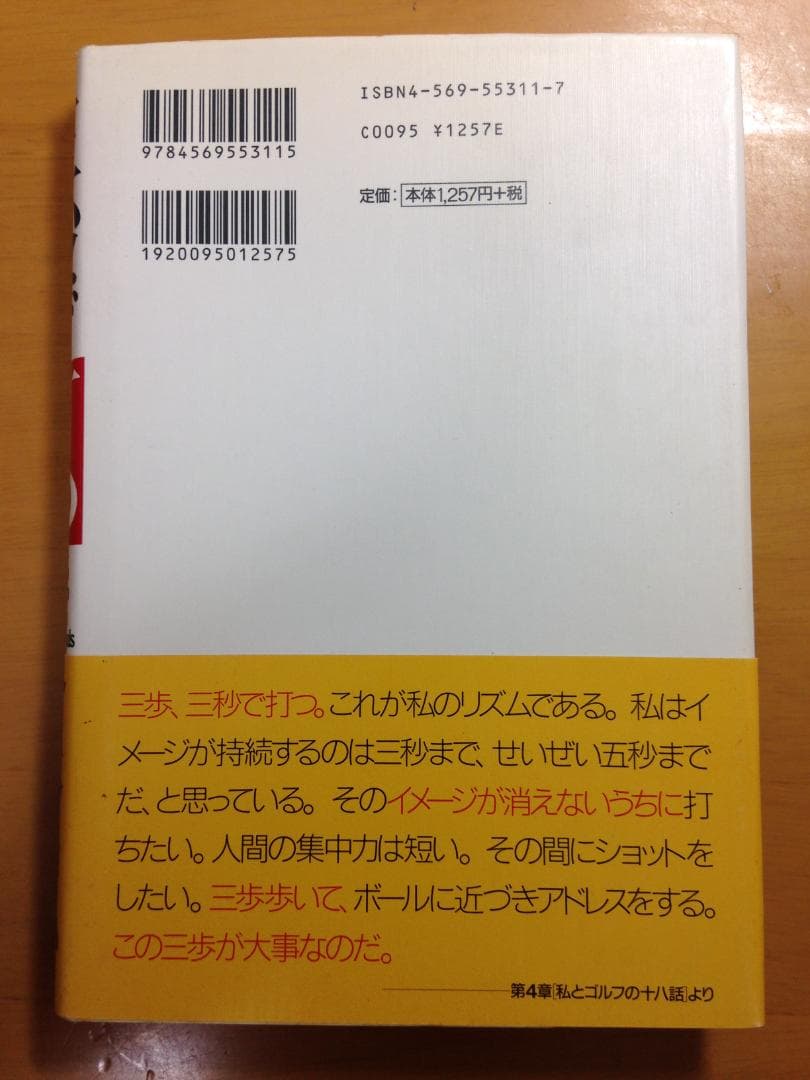 ISBN4-569-55311-7
C0095 ¥1257E
9784569553115
定価：本体1,257円+税
1920095012575
三歩、三秒で打つ。これが私のリズムである。私はイ
メージが持続するのは三秒まで、せいぜい五秒まで
だ、と思っている。そのイメージが消えないうちに打
ちたい。人間の集中力は短い。その間にショットを
したい。三歩歩いて、ボールに近づきアドレスをする。
この三歩が大事なのだ。
第4章[私とゴルフの十八話]より